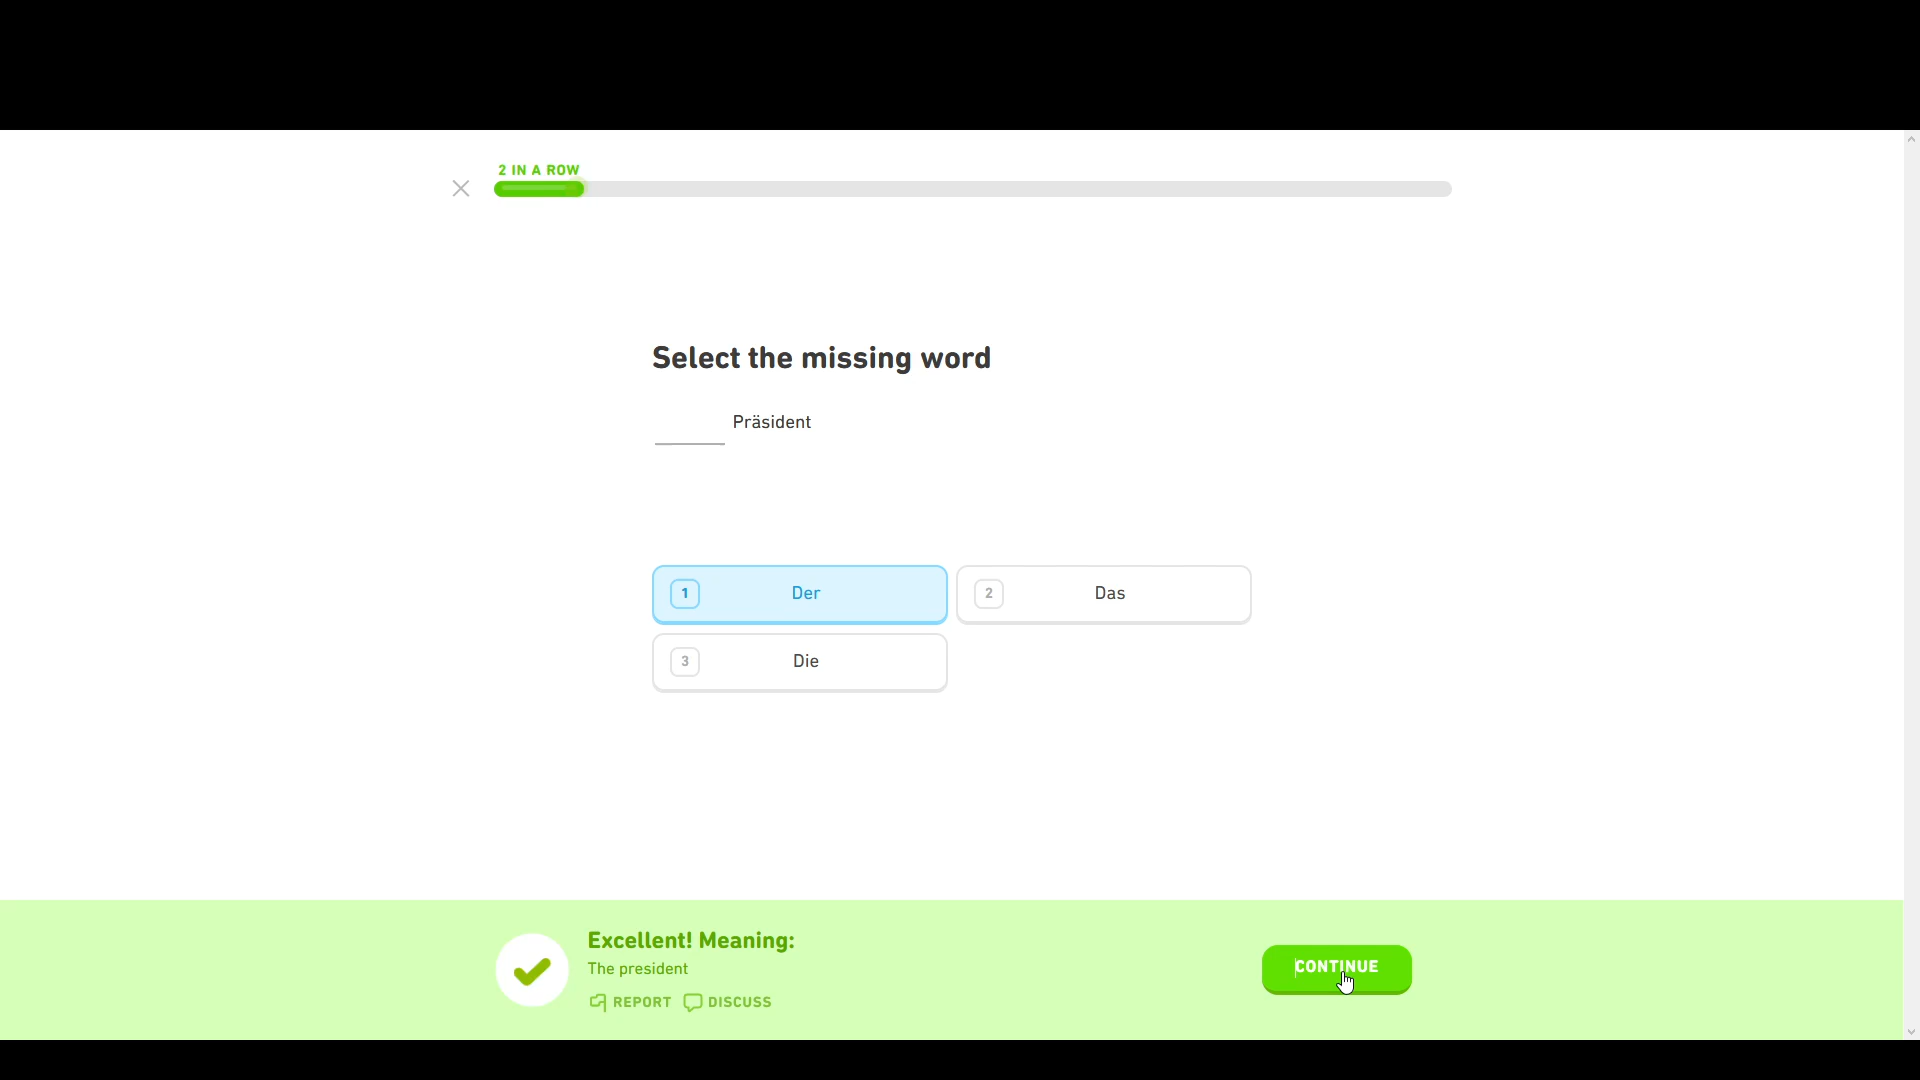 2 IN A ROW
Select the missing word
Präsident
1 Der
2 Das
3 Die
Excellent! Meaning:
The president
REPORT DISCUSS
CONTINUE